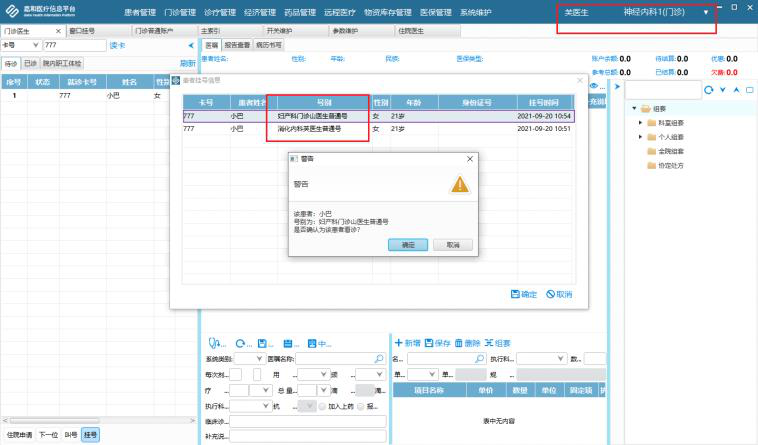 嘉和医疗信息平台
患者管理 门诊管理 诊疗管理 经济管理 药品管理 远程医疗 物资库存管理 医保管理 系统维护
关医生 神经内科1(门诊)
门诊医生 窗口挂号 门诊普通账户 主索引 开关维护 参数维护 住院医生
卡号 777 读卡
医嘱 报告查看 病历书写
待诊 已诊 院内职工体检 刷新
患者姓名: 性别: 年龄: 民族: 医保类型:
账户余额: 0.0 待结算: 0.0 优惠: 0.0
参考总额: 0.0 已结算: 0.0 欠账: 0.0
序号 状态 就诊卡号 姓名
1 777 小巴 女
患者挂号信息
卡号 患者姓名 号别 性别 年龄 身份证号 挂号时间
777 小巴 妇产科门诊山医生普通号 女 21岁 2021-09-20 10:54
777 小巴 消化内科关医生普通号 女 21岁 2021-09-20 10:51
警告
警告
该患者: 小巴
号别为: 妇产科门诊山医生普通号
是否确认为该患者看诊?
确定 取消
确定 取消
组套
科室组套
个人组套
全院组套
协定处方
中...
系统类别: 医嘱名称:
每次剂... 用 ... 频 ...
疗 ... 总 量... 滴 ... 滴...
执行科... 抗 ... 加入上药 报...
临床诊...
补充说...
新增 保存 删除 组套
名... 执行科... 数...
单... 单... 规 ...
项目名称 单价 数量 单位 固定项 执
表中无内容
住院申请 下一位 叫号 挂号